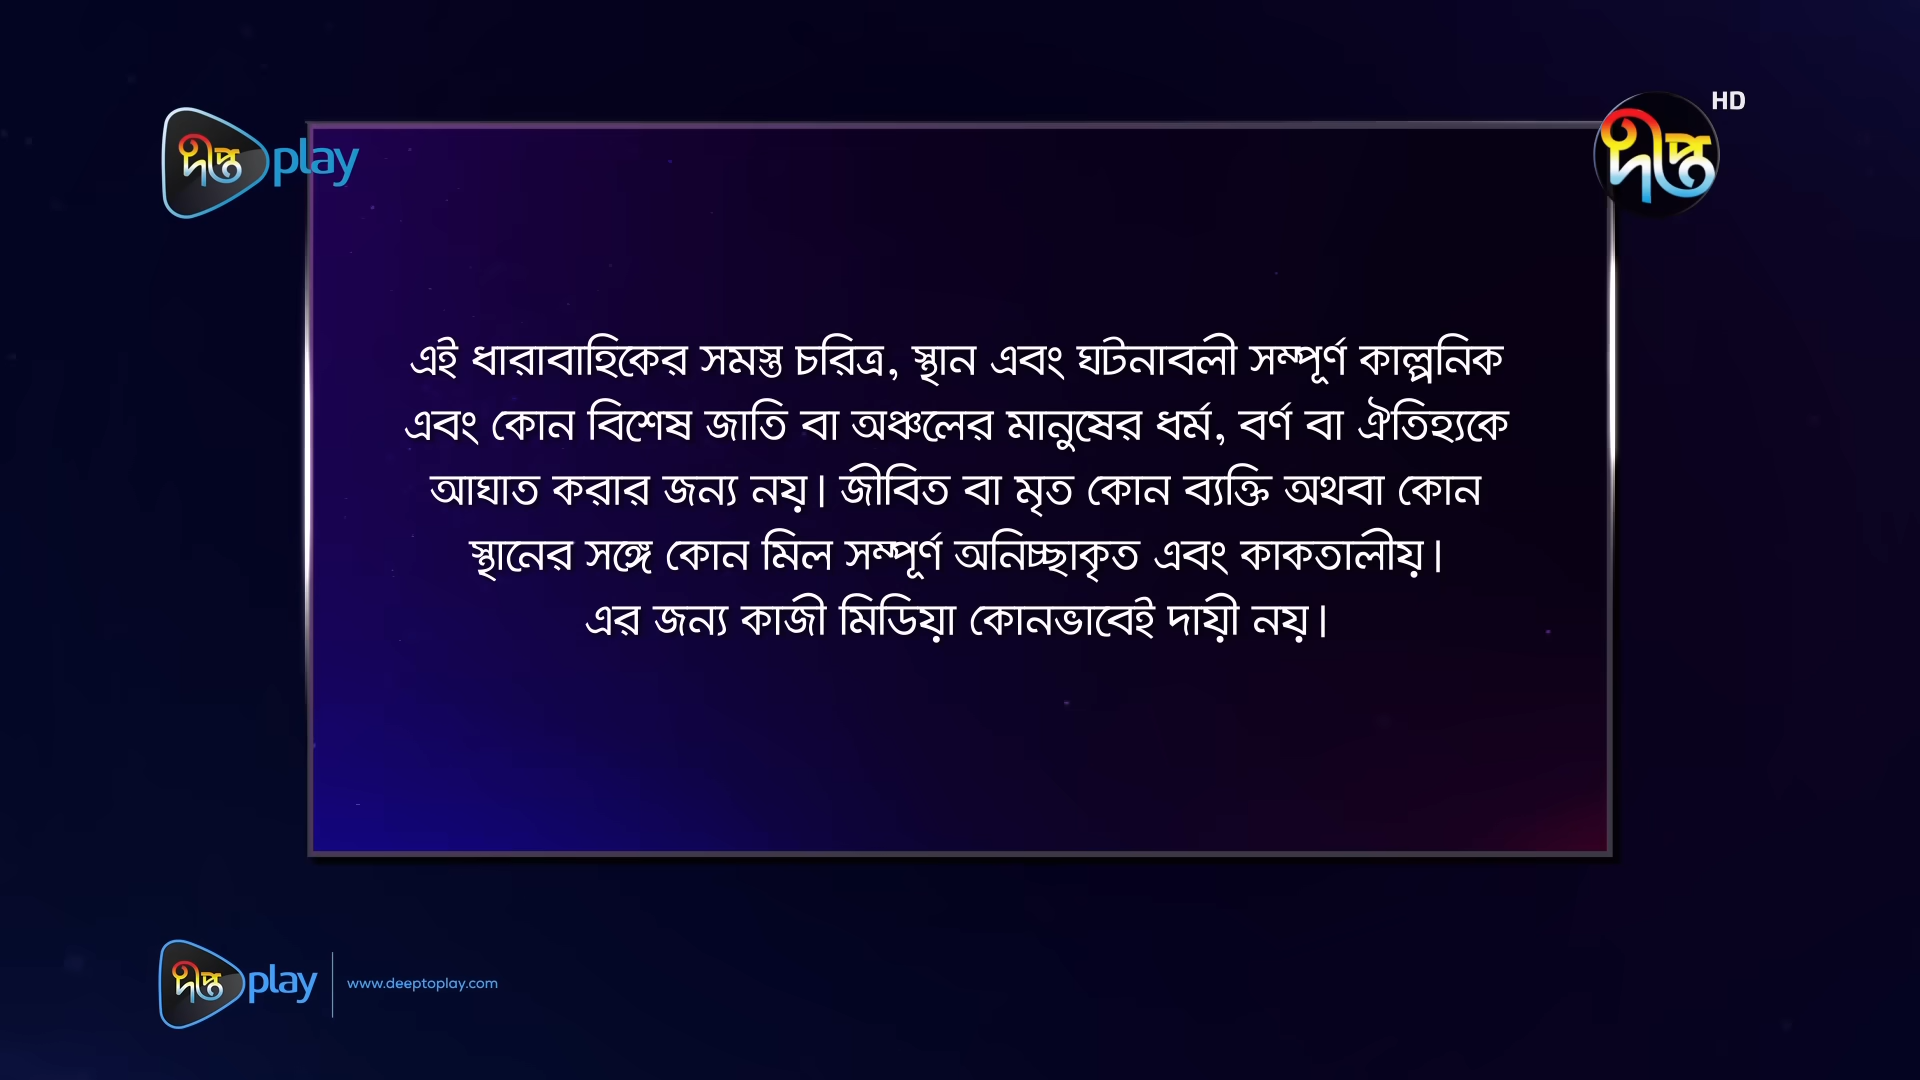 HD
দীপ্ত play
দীপ্ত
এই ধারাবাহিকের সমস্ত চরিত্র, স্থান এবং ঘটনাবলী সম্পূর্ণ কাল্পনিক
এবং কোন বিশেষ জাতি বা অঞ্চলের মানুষের ধর্ম, বর্ণ বা ঐতিহ্যকে
আঘাত করার জন্য নয়। জীবিত বা মৃত কোন ব্যক্তি অথবা কোন
স্থানের সঙ্গে কোন মিল সম্পূর্ণ অনিচ্ছাকৃত এবং কাকতালীয়।
এর জন্য কাজী মিডিয়া কোনভাবেই দায়ী নয়।
দীপ্ত play www.deeptoplay.com